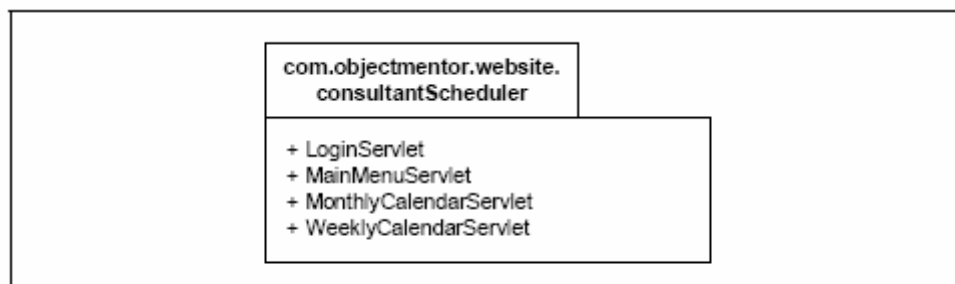 com.objectmentor.website.
consultantScheduler
+ LoginServlet
+ MainMenuServlet
+ MonthlyCalendarServlet
+ WeeklyCalendarServlet